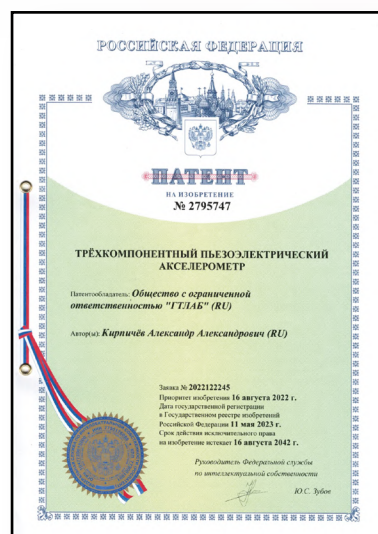 РОССИЙСКАЯ ФЕДЕРАЦИЯ
ПАТЕНТ
НА ИЗОБРЕТЕНИЕ
№ 2795747
ТРЁХКОМПОНЕНТНЫЙ ПЬЕЗОЭЛЕКТРИЧЕСКИЙ
АКСЕЛЕРОМЕТР
Патентообладатель: Общество с ограниченной
ответственностью "ГТЛАБ" (RU)
Автор(ы): Кирпичёв Александр Александрович (RU)
Заявка № 2022122245
Приоритет изобретения 16 августа 2022 г.
Дата государственной регистрации
в Государственном реестре изобретений
Российской Федерации 11 мая 2023 г.
Срок действия исключительного права
на изобретение истекает 16 августа 2042 г.
Руководитель Федеральной службы
по интеллектуальной собственности
Ю.С. Зубов